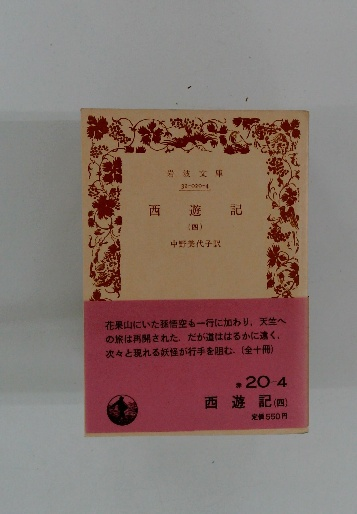 岩波文庫
32-020-4
西遊記
(四)
中野美代子訳
花果山にいた孫悟空も一行に加わり、天竺へ
の旅は再開された。だが道ははるかに遠く、
次々と現れる妖怪が行手を阻む。(全十冊)
赤 20-4
西遊記(四)
定価550円